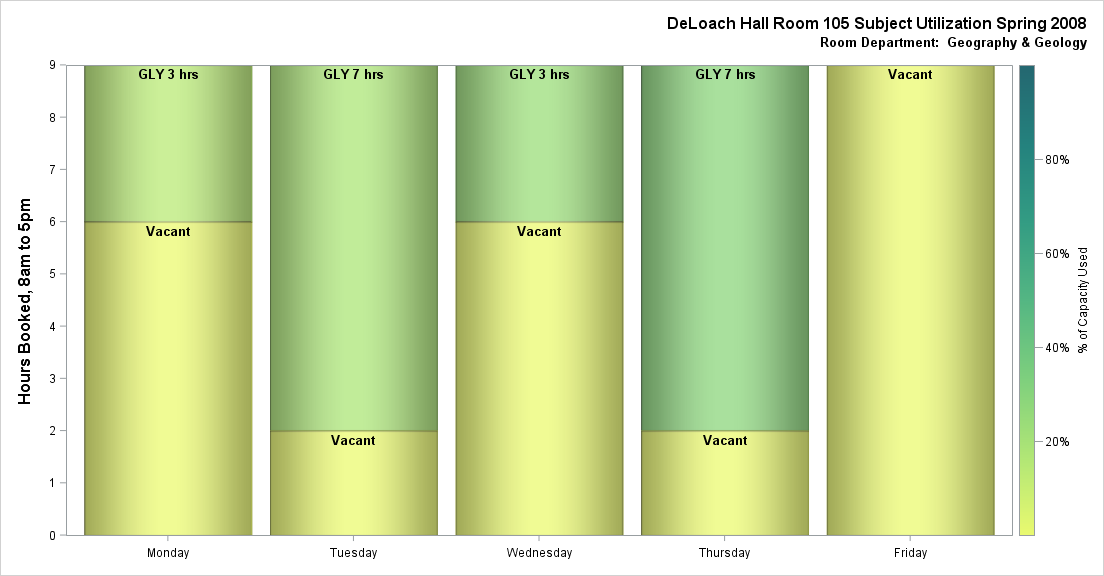 DeLoach Hall Room 105 Subject Utilization Spring 2008
Room Department:  Geography & Geology
Hours Booked, 8am to 5pm
9
8
7
6
5
4
3
2
1
0
GLY 3 hrs
GLY 7 hrs
GLY 3 hrs
GLY 7 hrs
Vacant
Vacant
Vacant
Vacant
Vacant
Monday
Tuesday
Wednesday
Thursday
Friday
80%
60%
40%
20%
% of Capacity Used